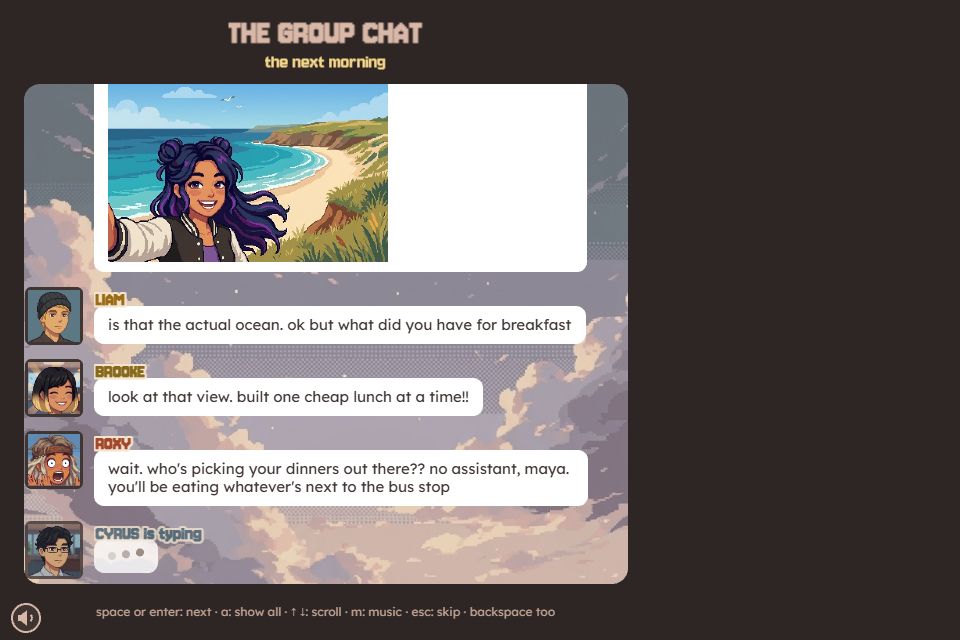 THE GROUP CHAT
the next morning
LIAM
is that the actual ocean. ok but what did you have for breakfast
BROOKE
look at that view. built one cheap lunch at a time!!
ROXY
wait. who's picking your dinners out there?? no assistant, maya.
you'll be eating whatever's next to the bus stop
CYRUS is typing
space or enter: next · a: show all · ↑ ↓: scroll · m: music · esc: skip · backspace too